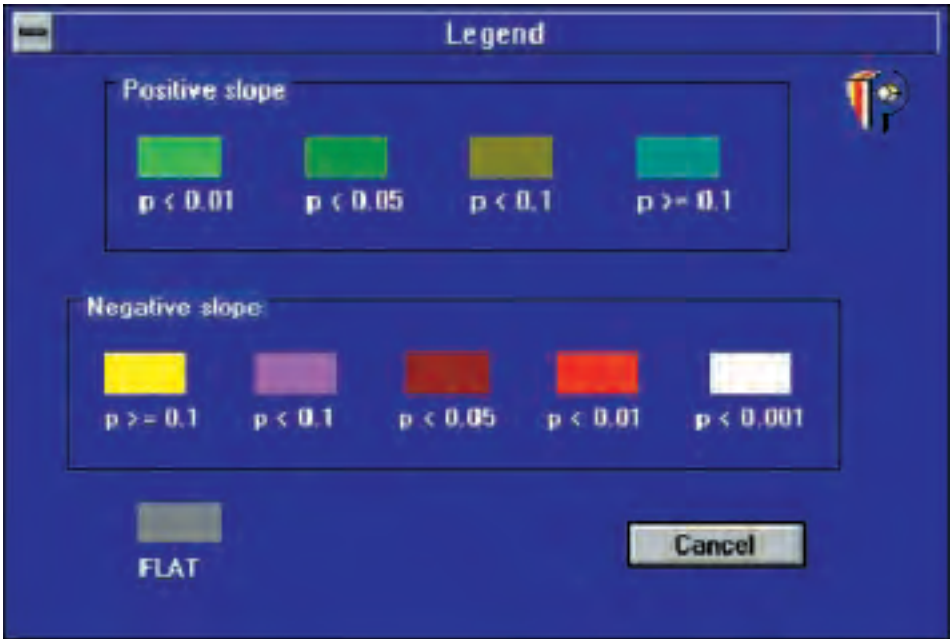 Legend
Positive slope
p < 0.01 p < 0.05 p < 0.1 p >= 0.1
Negative slope
p >= 0.1 p < 0.1 p < 0.05 p < 0.01 p < 0.001
FLAT
Cancel